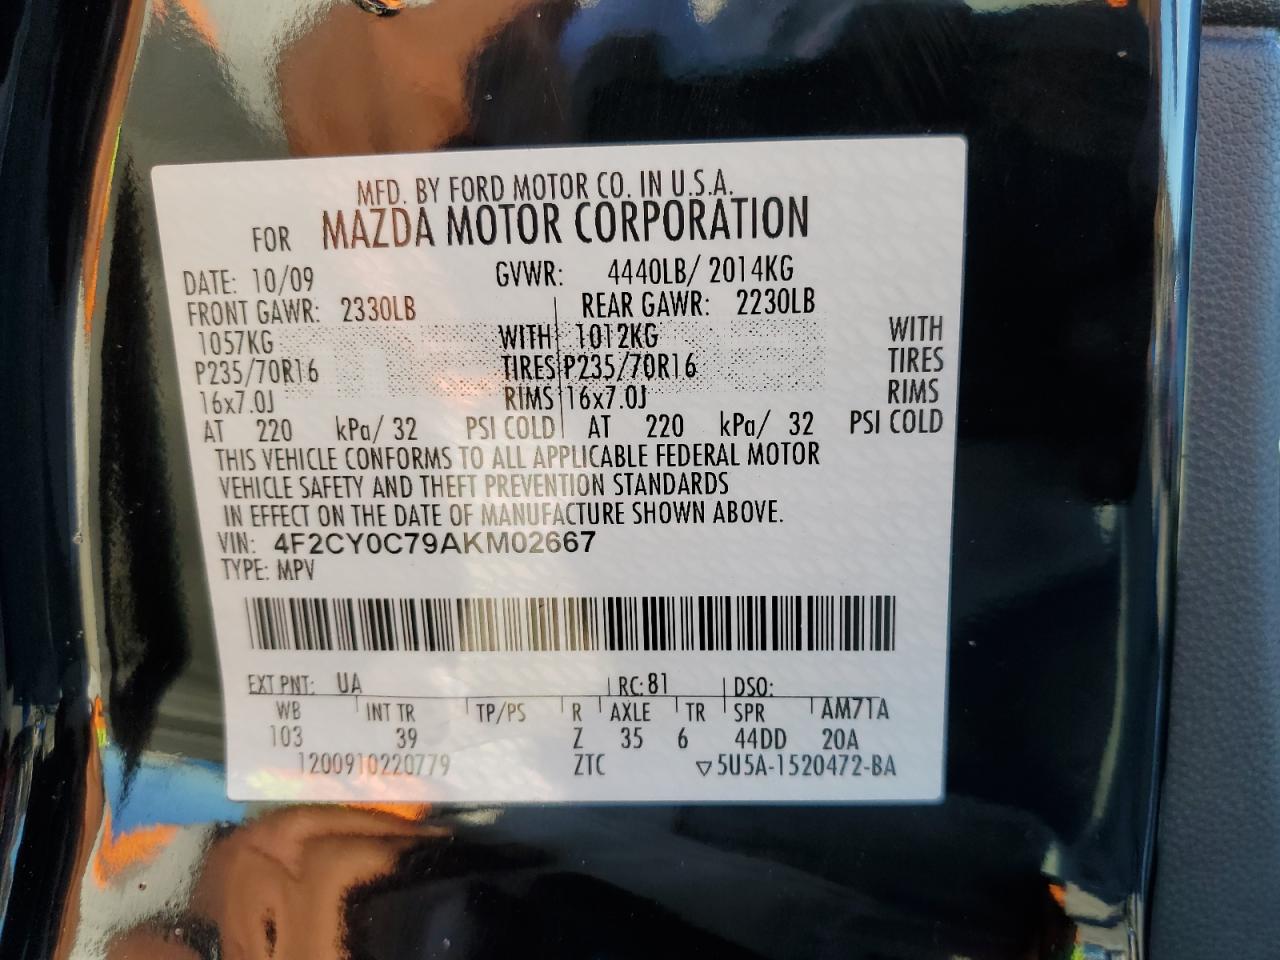 MFD. BY FORD MOTOR CO. IN U.S.A.
FOR MAZDA MOTOR CORPORATION
DATE: 10/09 GVWR: 4440LB/ 2014KG
FRONT GAWR: 2330LB REAR GAWR: 2230LB
1057KG WITH 1012KG WITH
P235/70R16 TIRES P235/70R16 TIRES
16x7.0J RIMS 16x7.0J RIMS
AT 220 kPa/ 32 PSI COLD AT 220 kPa/ 32 PSI COLD
THIS VEHICLE CONFORMS TO ALL APPLICABLE FEDERAL MOTOR
VEHICLE SAFETY AND THEFT PREVENTION STANDARDS
IN EFFECT ON THE DATE OF MANUFACTURE SHOWN ABOVE.
VIN: 4F2CY0C79AKM02667
TYPE: MPV
EXT PNT: UA RC: 81 DSO:
WB INT TR TP/PS R AXLE TR SPR AM71A
103 39 Z 35 6 44DD 20A
1200910220779 ZTC ▽5U5A-1520472-BA